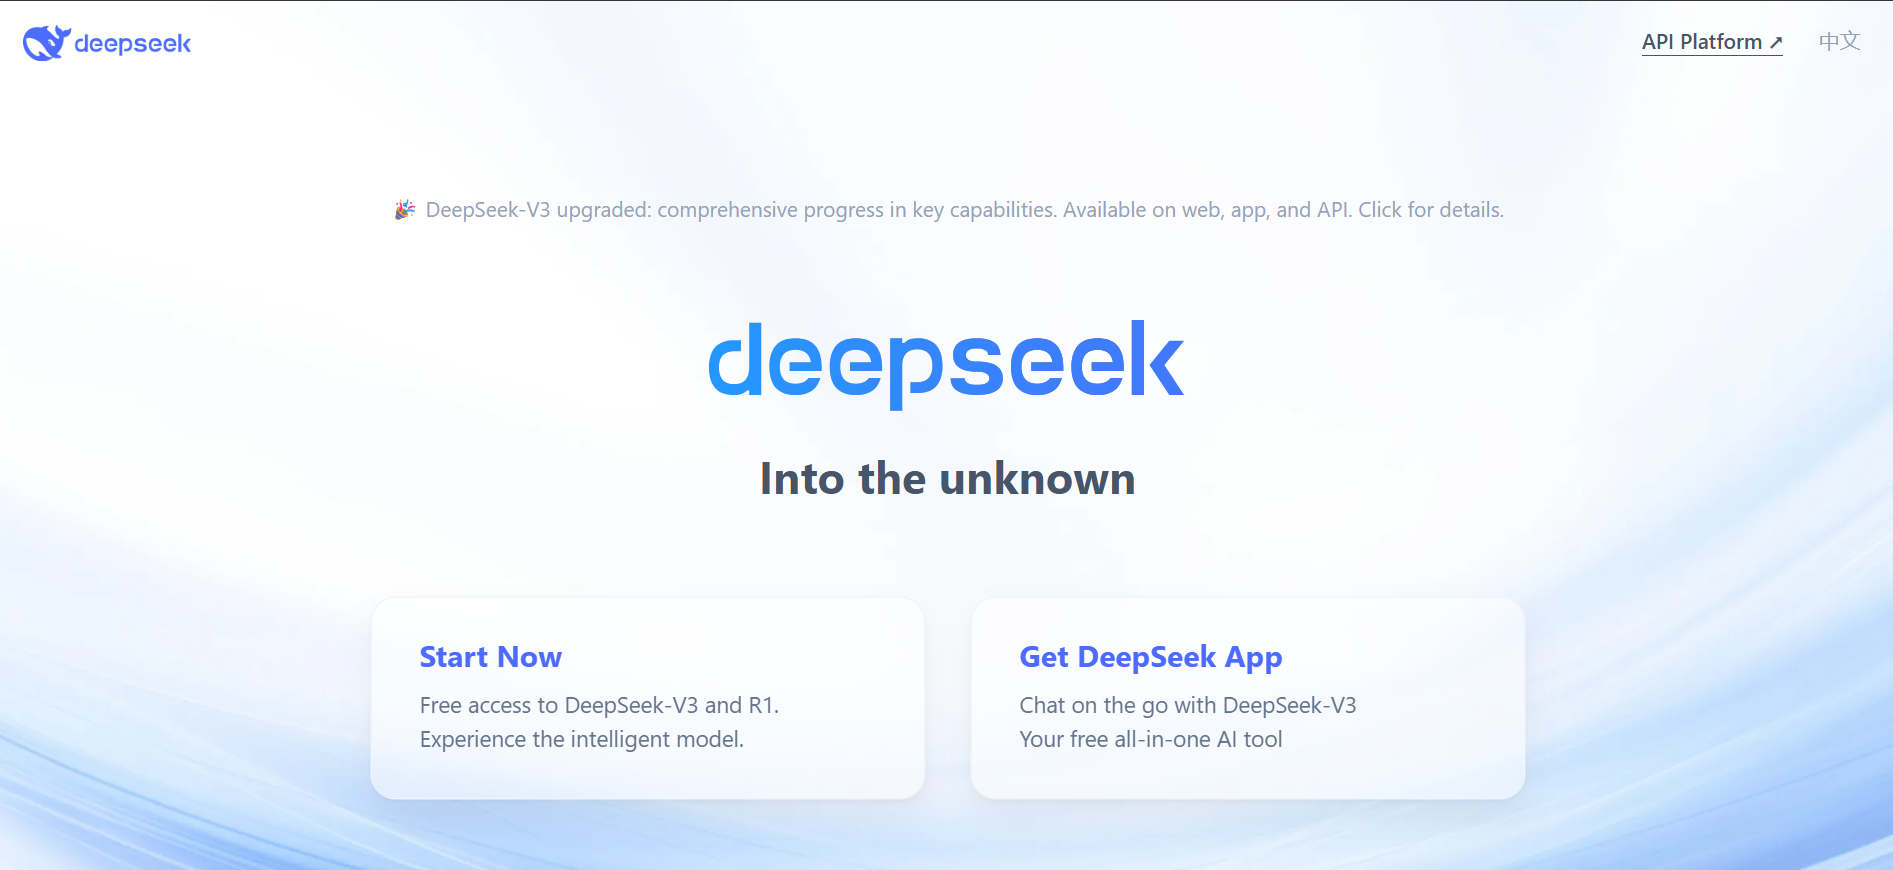 deepseek
API Platform ↗
中文
🎉 DeepSeek-V3 upgraded: comprehensive progress in key capabilities. Available on web, app, and API. Click for details.
deepseek
Into the unknown
Start Now
Free access to DeepSeek-V3 and R1.
Experience the intelligent model.
Get DeepSeek App
Chat on the go with DeepSeek-V3
Your free all-in-one AI tool